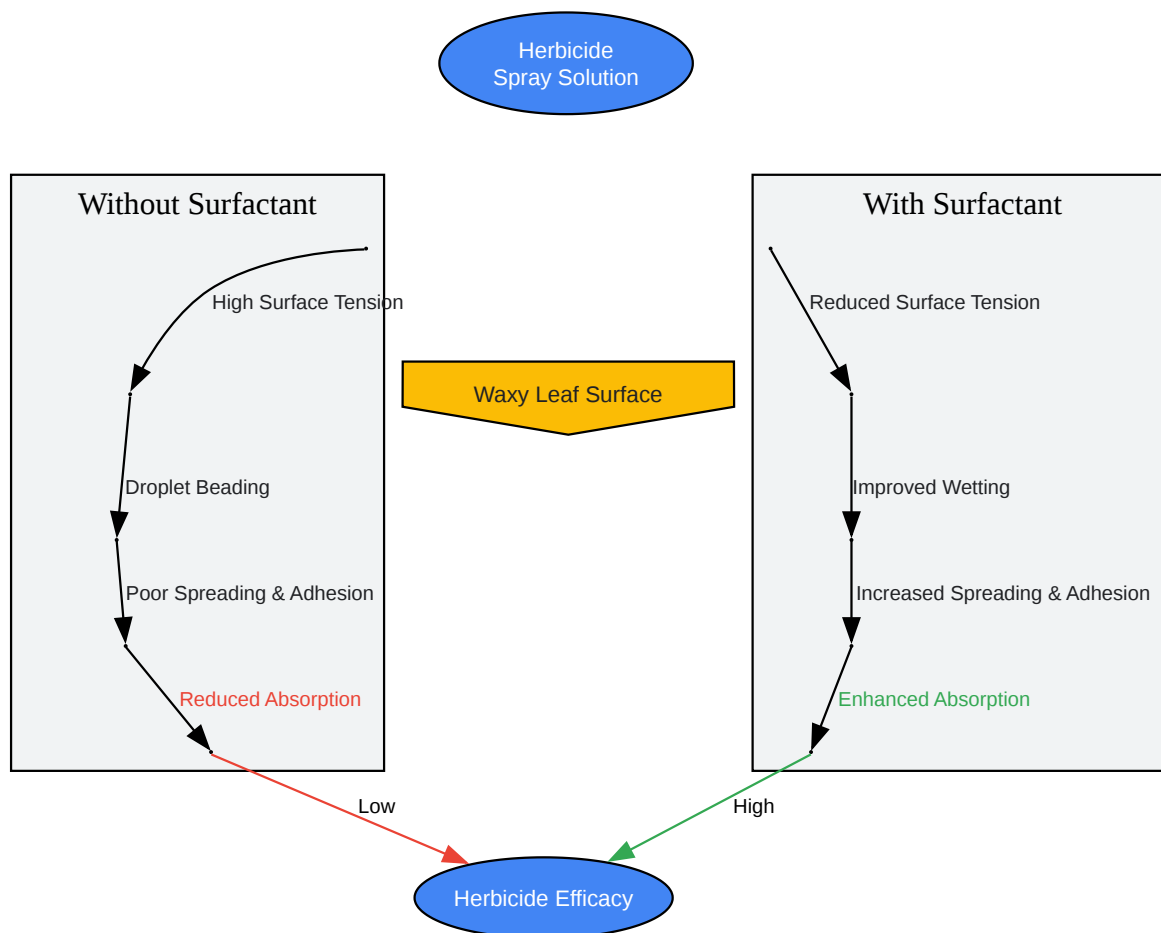 Herbicide
Spray Solution
Without Surfactant
High Surface Tension
Droplet Beading
Poor Spreading & Adhesion
Reduced Absorption
Low
Waxy Leaf Surface
With Surfactant
Reduced Surface Tension
Improved Wetting
Increased Spreading & Adhesion
Enhanced Absorption
High
Herbicide Efficacy